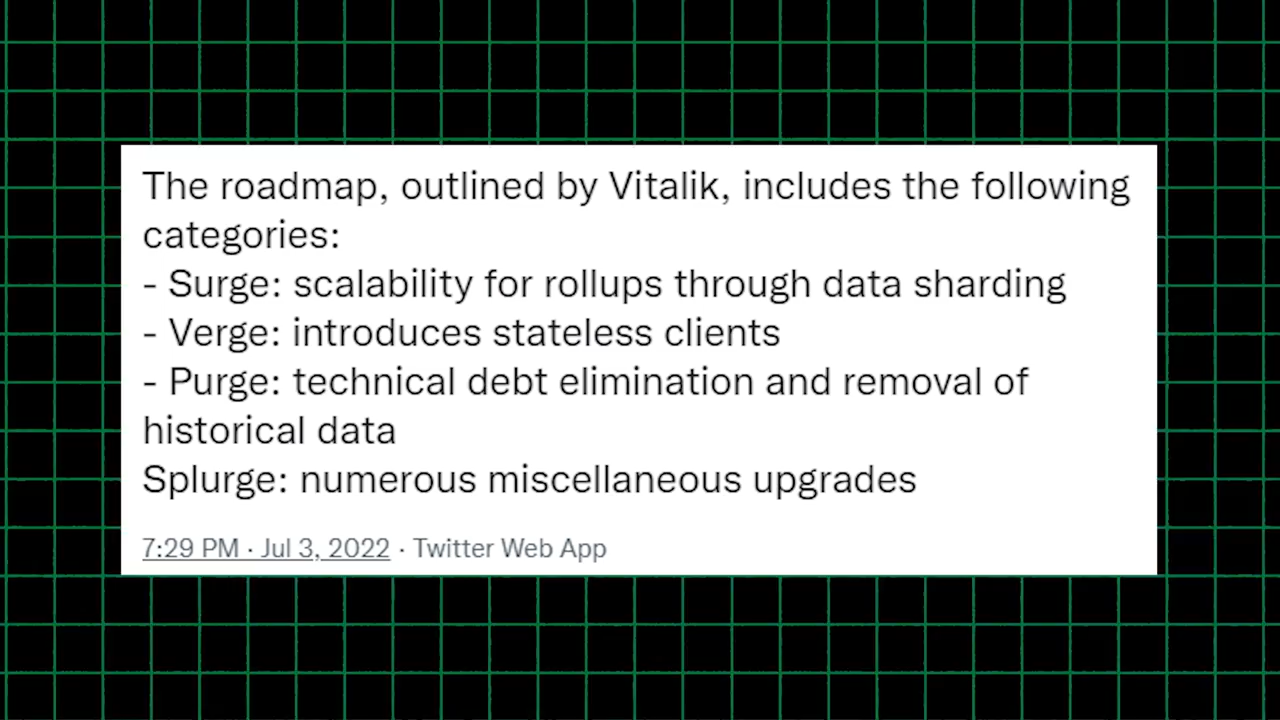 The roadmap, outlined by Vitalik, includes the following
categories:
- Surge: scalability for rollups through data sharding
- Verge: introduces stateless clients
- Purge: technical debt elimination and removal of
historical data
Splurge: numerous miscellaneous upgrades
7:29 PM · Jul 3, 2022 · Twitter Web App